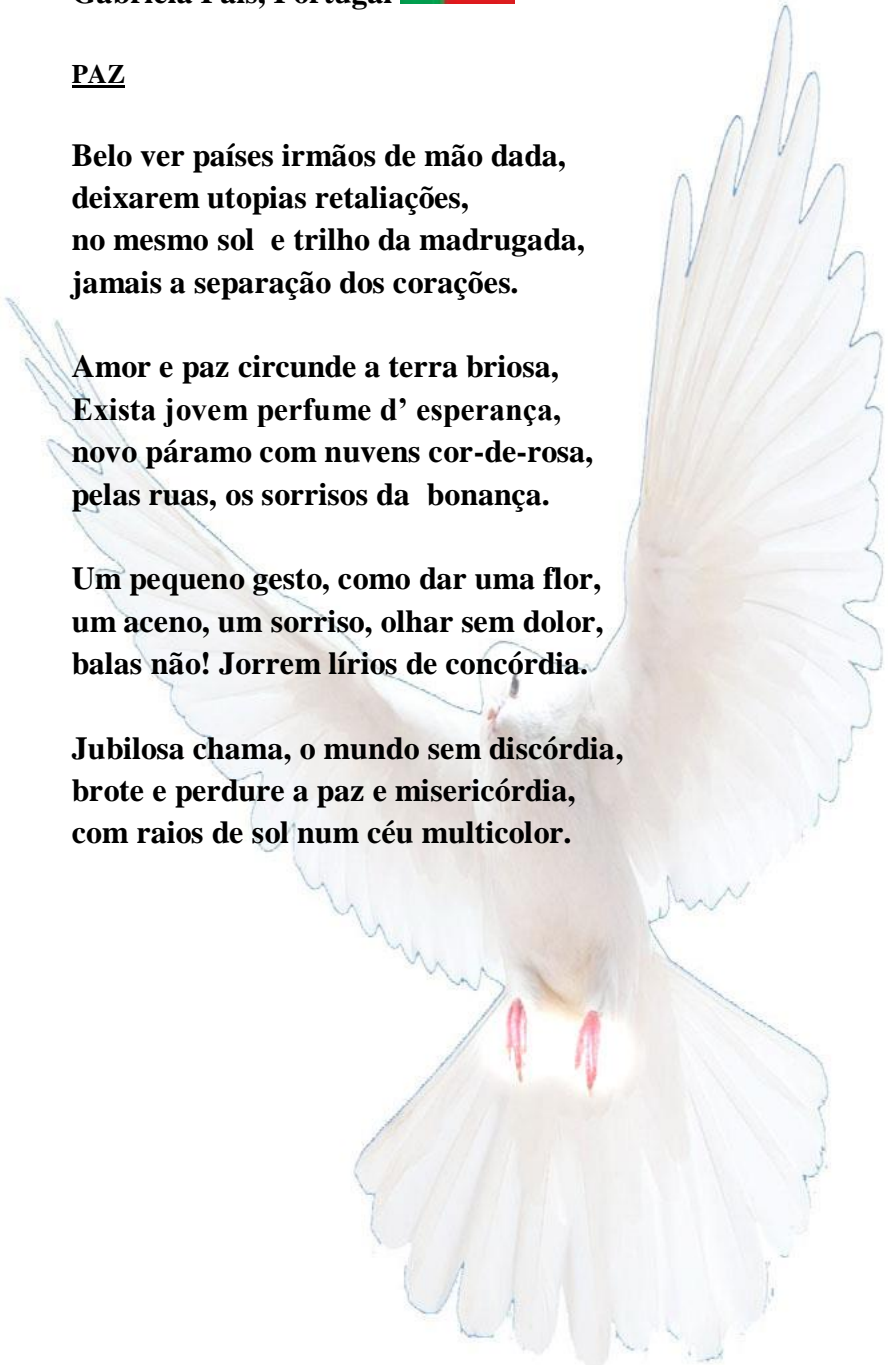 Gabriela Pais, Portugal
PAZ
Belo ver países irmãos de mão dada,
deixarem utopias retaliações,
no mesmo sol e trilho da madrugada,
jamais a separação dos corações.
Amor e paz circunde a terra briosa,
Exista jovem perfume d’ esperança,
novo páramo com nuvens cor-de-rosa,
pelas ruas, os sorrisos da bonança.
Um pequeno gesto, como dar uma flor,
um aceno, um sorriso, olhar sem dolor,
balas não! Jorrem lírios de concórdia.
Jubilosa chama, o mundo sem discórdia,
brote e perdure a paz e misericórdia,
com raios de sol num céu multicolor.